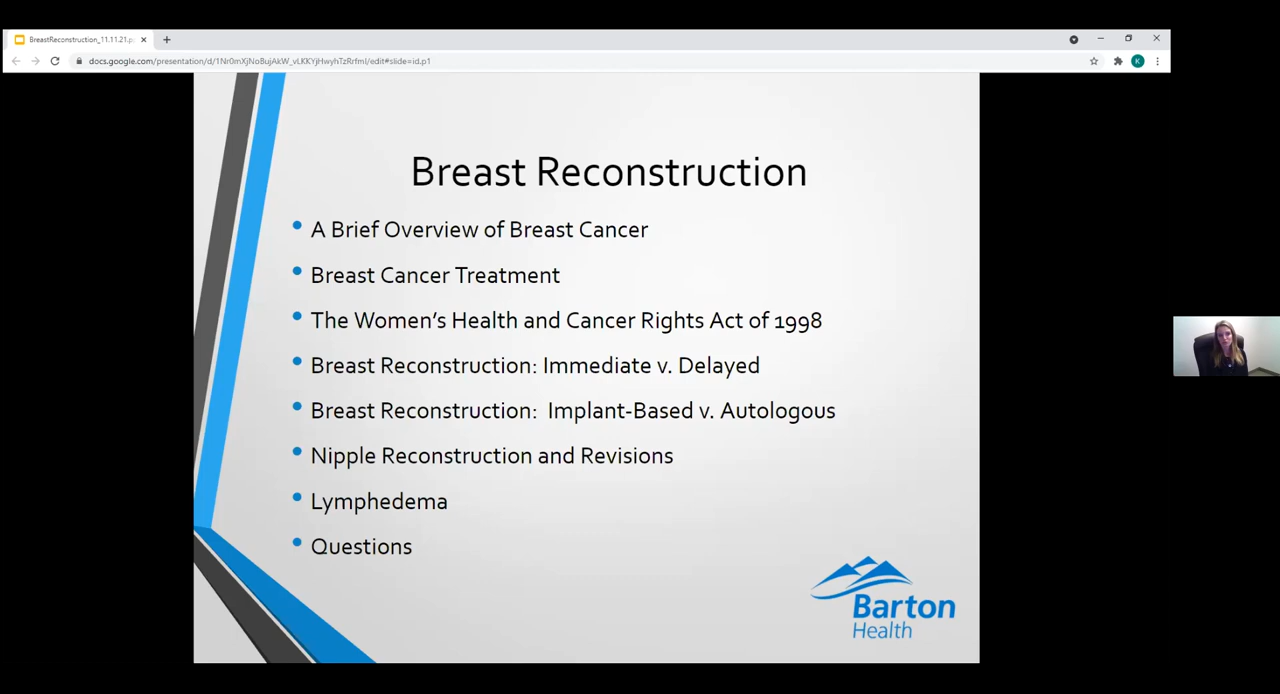 BreastReconstruction_11.11.21.p
docs.google.com/presentation/d/1Nr0mXjNoBujAkW_vLKKYjHwyhTzRrfml/edit#slide=id.p1
K
Breast Reconstruction
• A Brief Overview of Breast Cancer
• Breast Cancer Treatment
• The Women's Health and Cancer Rights Act of 1998
• Breast Reconstruction: Immediate v. Delayed
• Breast Reconstruction: Implant-Based v. Autologous
• Nipple Reconstruction and Revisions
• Lymphedema
• Questions
Barton
Health